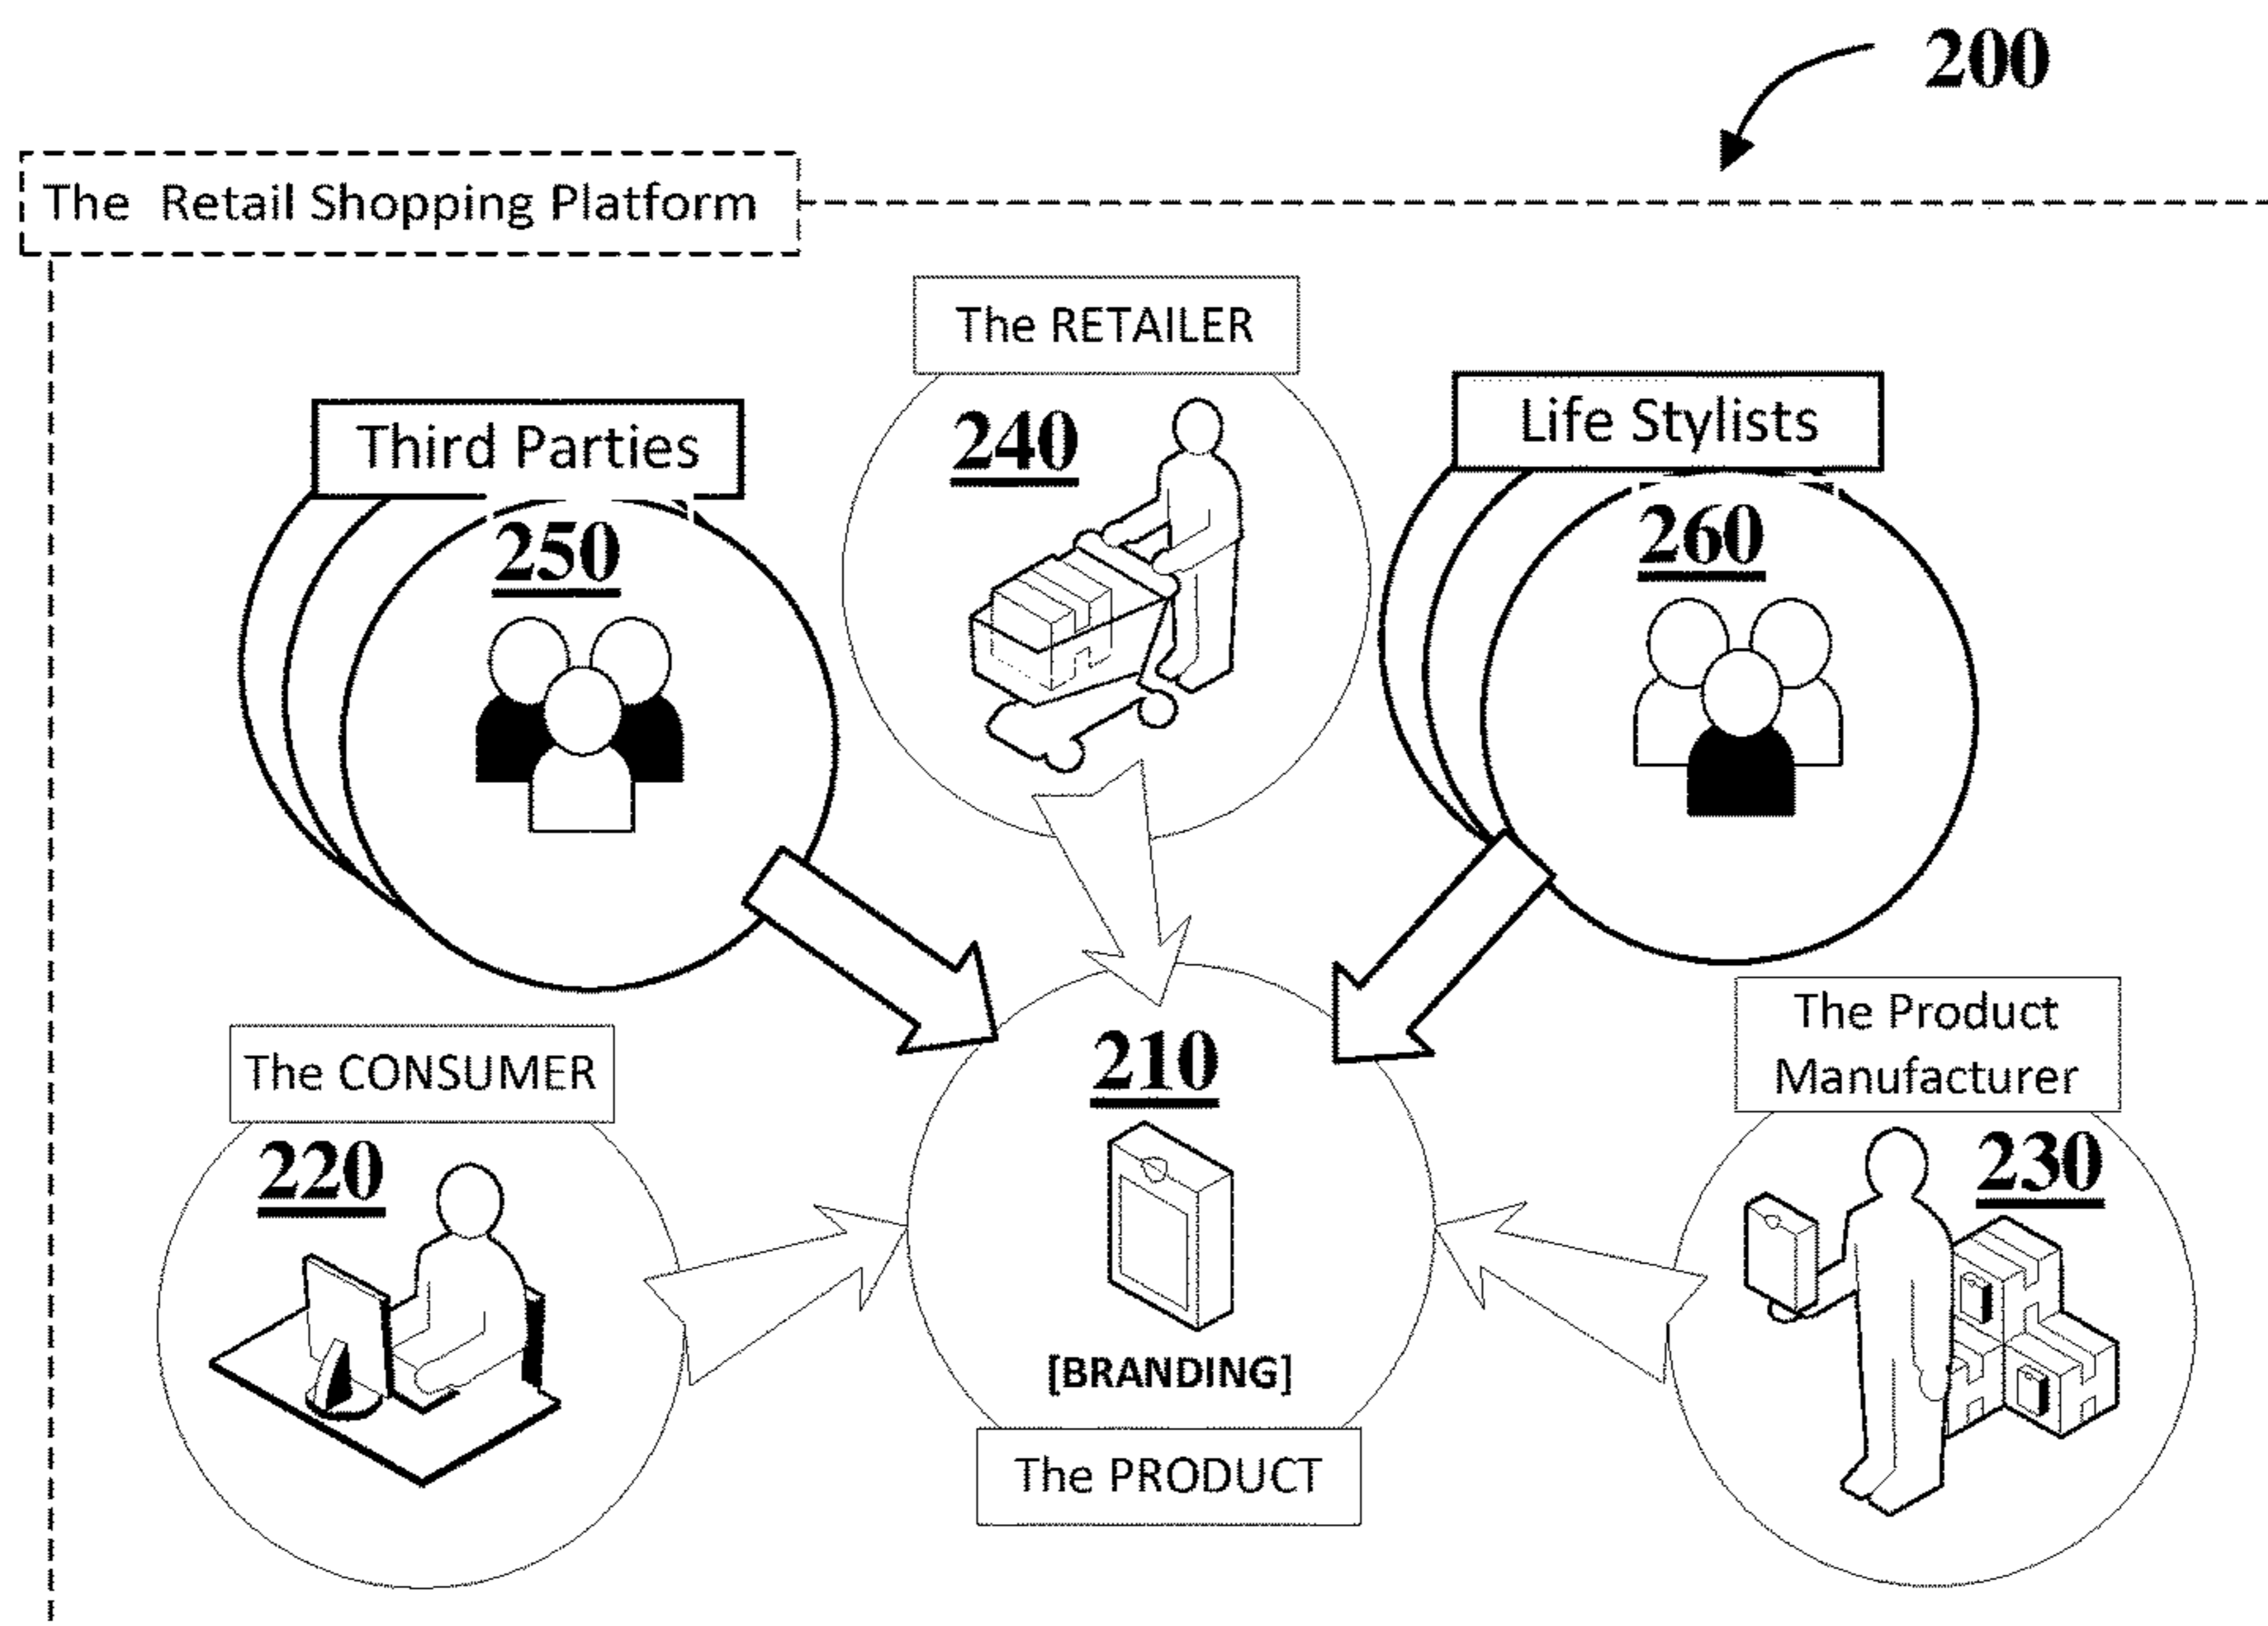 200
The Retail Shopping Platform
The RETAILER
240
Third Parties
250
Life Stylists
260
The CONSUMER
220
210
[BRANDING]
The PRODUCT
The Product
Manufacturer
230